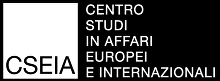 CSEIA
CENTRO
STUDI
IN AFFARI
EUROPEI
E INTERNAZIONALI